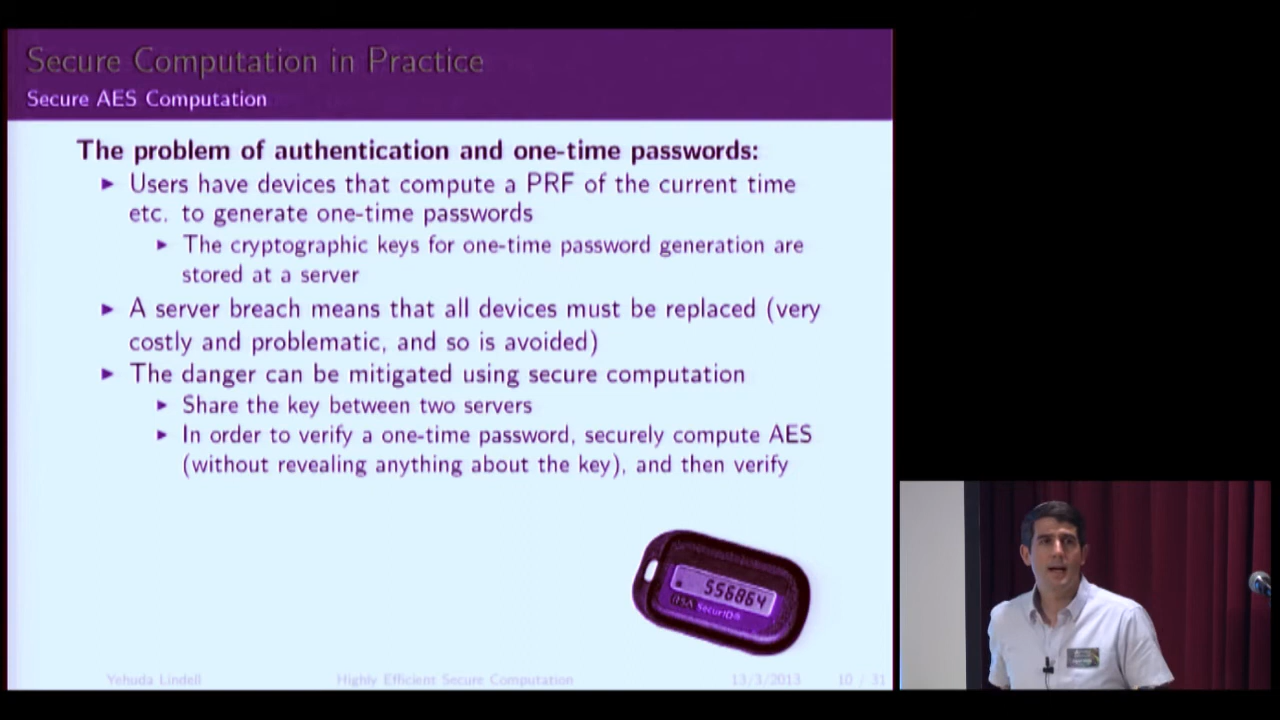 Secure Computation in Practice
Secure AES Computation
The problem of authentication and one-time passwords:
▶ Users have devices that compute a PRF of the current time
etc. to generate one-time passwords
▶ The cryptographic keys for one-time password generation are
stored at a server
▶ A server breach means that all devices must be replaced (very
costly and problematic, and so is avoided)
▶ The danger can be mitigated using secure computation
▶ Share the key between two servers
▶ In order to verify a one-time password, securely compute AES
(without revealing anything about the key), and then verify
556864
RSA SecurID®
Yehuda Lindell Highly Efficient Secure Computation 13/3/2013 10 / 31